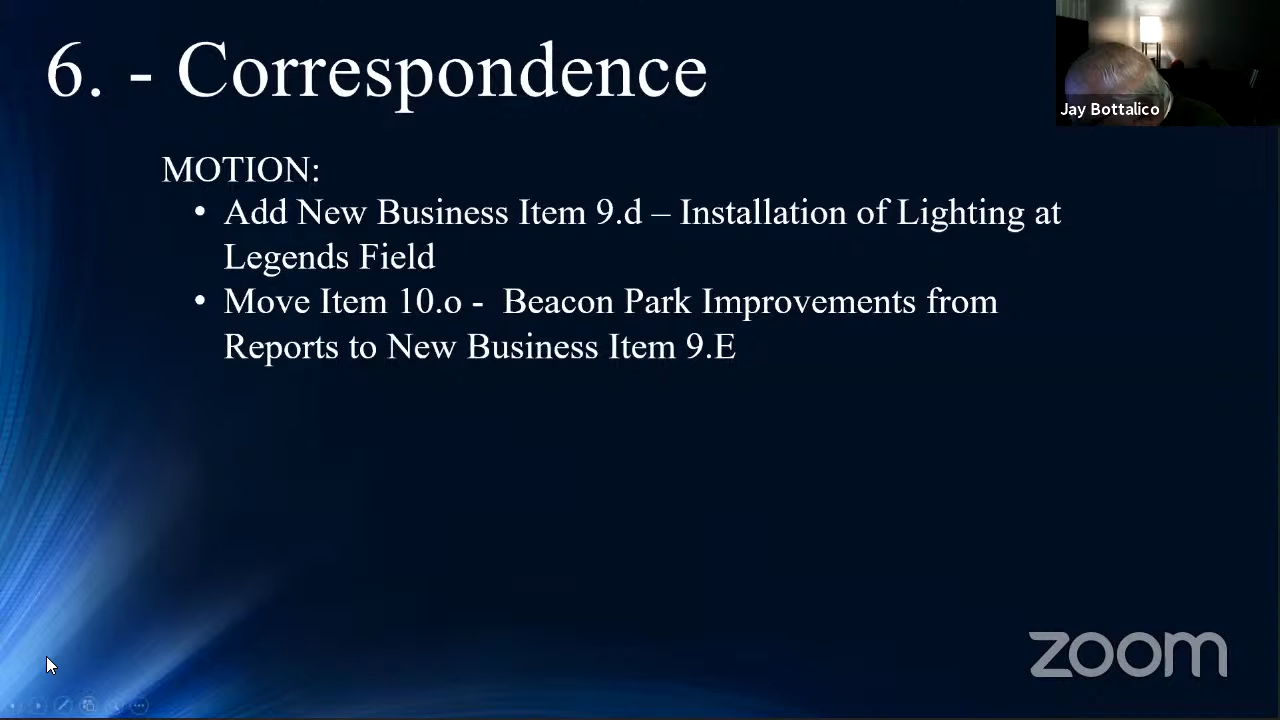 6. - Correspondence
Jay Bottalico
MOTION:
• Add New Business Item 9.d – Installation of Lighting at
Legends Field
• Move Item 10.o - Beacon Park Improvements from
Reports to New Business Item 9.E
zoom